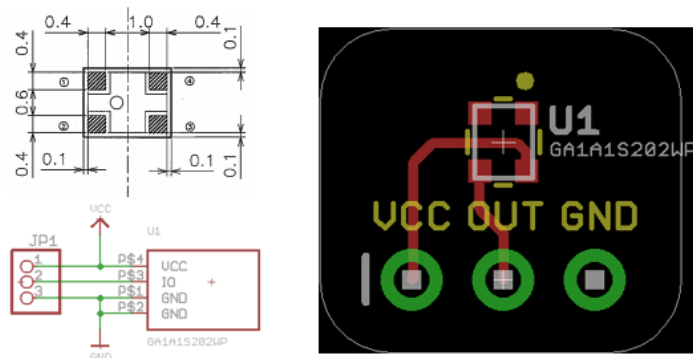 0.4 1.0 0.4 0.1
0.4
① ④
0.6
② ③
0.4
0.1 0.1 0.1
VCC
JP1 U1
1 P$4 VCC
2 P$3 IO
3 P$1 GND
P$2 GND
GND GA1A1S202WP
U1
GA1A1S202WP
VCC OUT GND